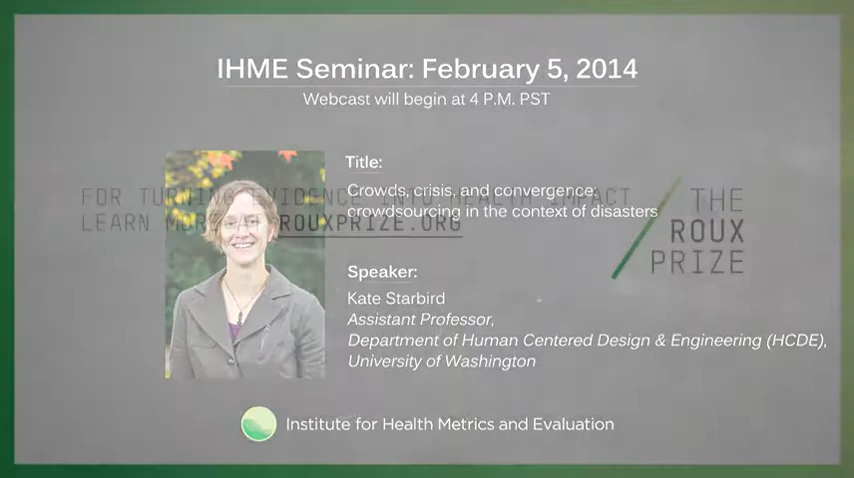 IHME Seminar: February 5, 2014
Webcast will begin at 4 P.M. PST
Title:
Crowds, crisis, and convergence:
crowdsourcing in the context of disasters
FOR TURNING EVIDENCE INTO HEALTH IMPACT
LEARN MORE AT ROUXPRIZE.ORG
THE
ROUX
PRIZE
Speaker:
Kate Starbird
Assistant Professor,
Department of Human Centered Design & Engineering (HCDE),
University of Washington
Institute for Health Metrics and Evaluation